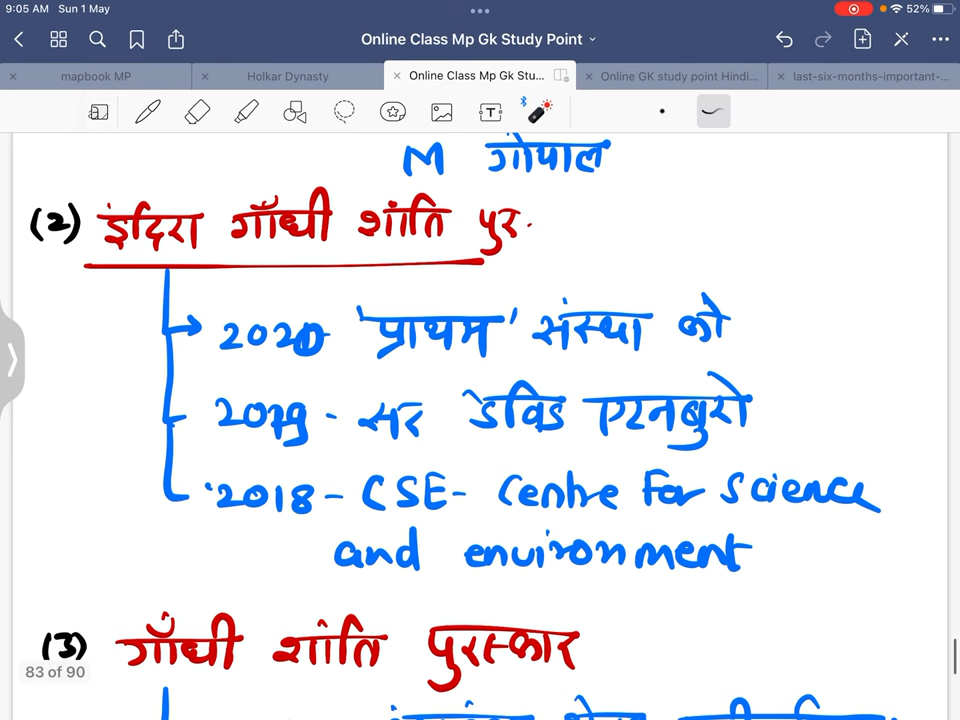 9:05 AM Sun 1 May
52%
Online Class Mp Gk Study Point
mapbook MP
Holkar Dynasty
Online Class Mp Gk Stu...
Online GK study point Hindi...
last-six-months-important-...
M गोपाल
(2) इंदिरा गाँधी शांति पुर.
2020 'प्राथम' संस्था को
2019 - सर डेविड एटनबुरो
2018 - CSE - Centre For Science
and environment
(3) गाँधी शांति पुरस्कार
83 of 90